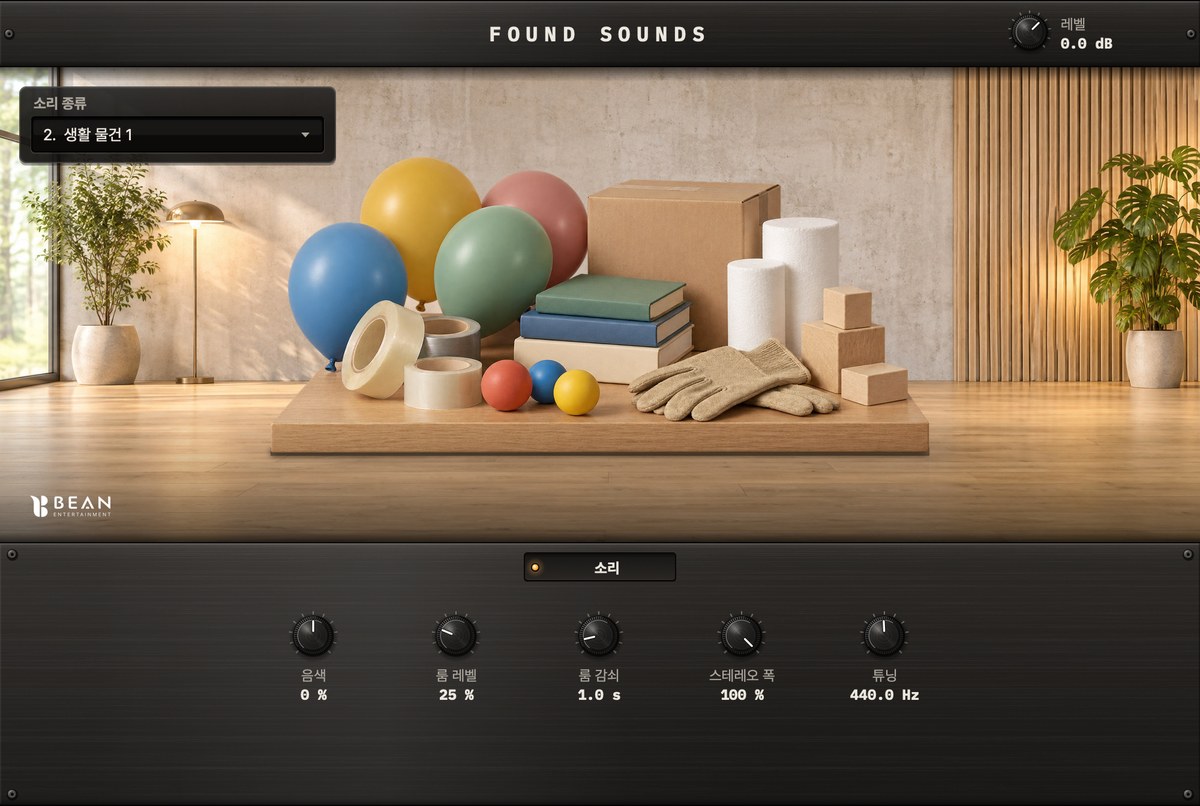 FOUND SOUNDS
레벨
0.0 dB
소리 종류
2. 생활 물건 1
BEAN
ENTERTAINMENT
소리
음색
0 %
룸 레벨
25 %
룸 감쇠
1.0 s
스테레오 폭
100 %
튜닝
440.0 Hz